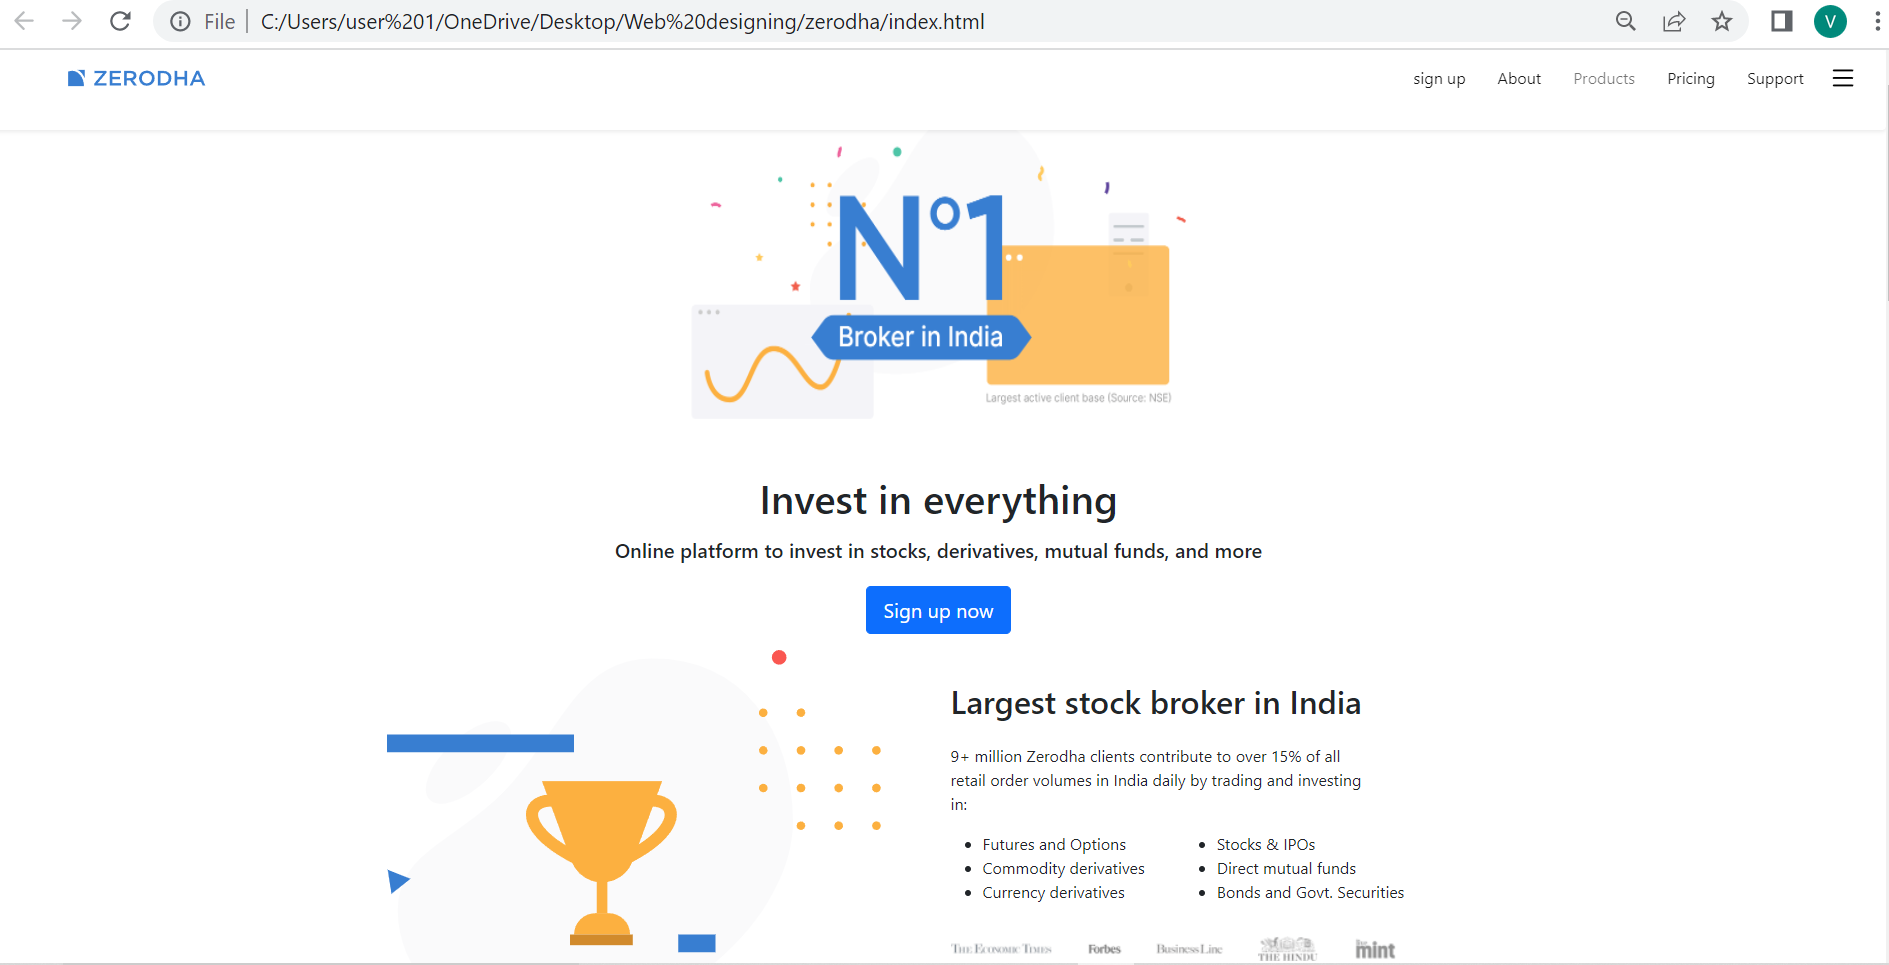 File C:/Users/user%201/OneDrive/Desktop/Web%20designing/zerodha/index.html
V
ZERODHA
sign up About Products Pricing Support
Nº1
Broker in India
Largest active client base (Source: NSE)
Invest in everything
Online platform to invest in stocks, derivatives, mutual funds, and more
Sign up now
Largest stock broker in India
9+ million Zerodha clients contribute to over 15% of all
retail order volumes in India daily by trading and investing
in:
Futures and Options
Commodity derivatives
Currency derivatives
Stocks & IPOs
Direct mutual funds
Bonds and Govt. Securities
THE ECONOMIC TIMES Forbes BusinessLine THE HINDU mint